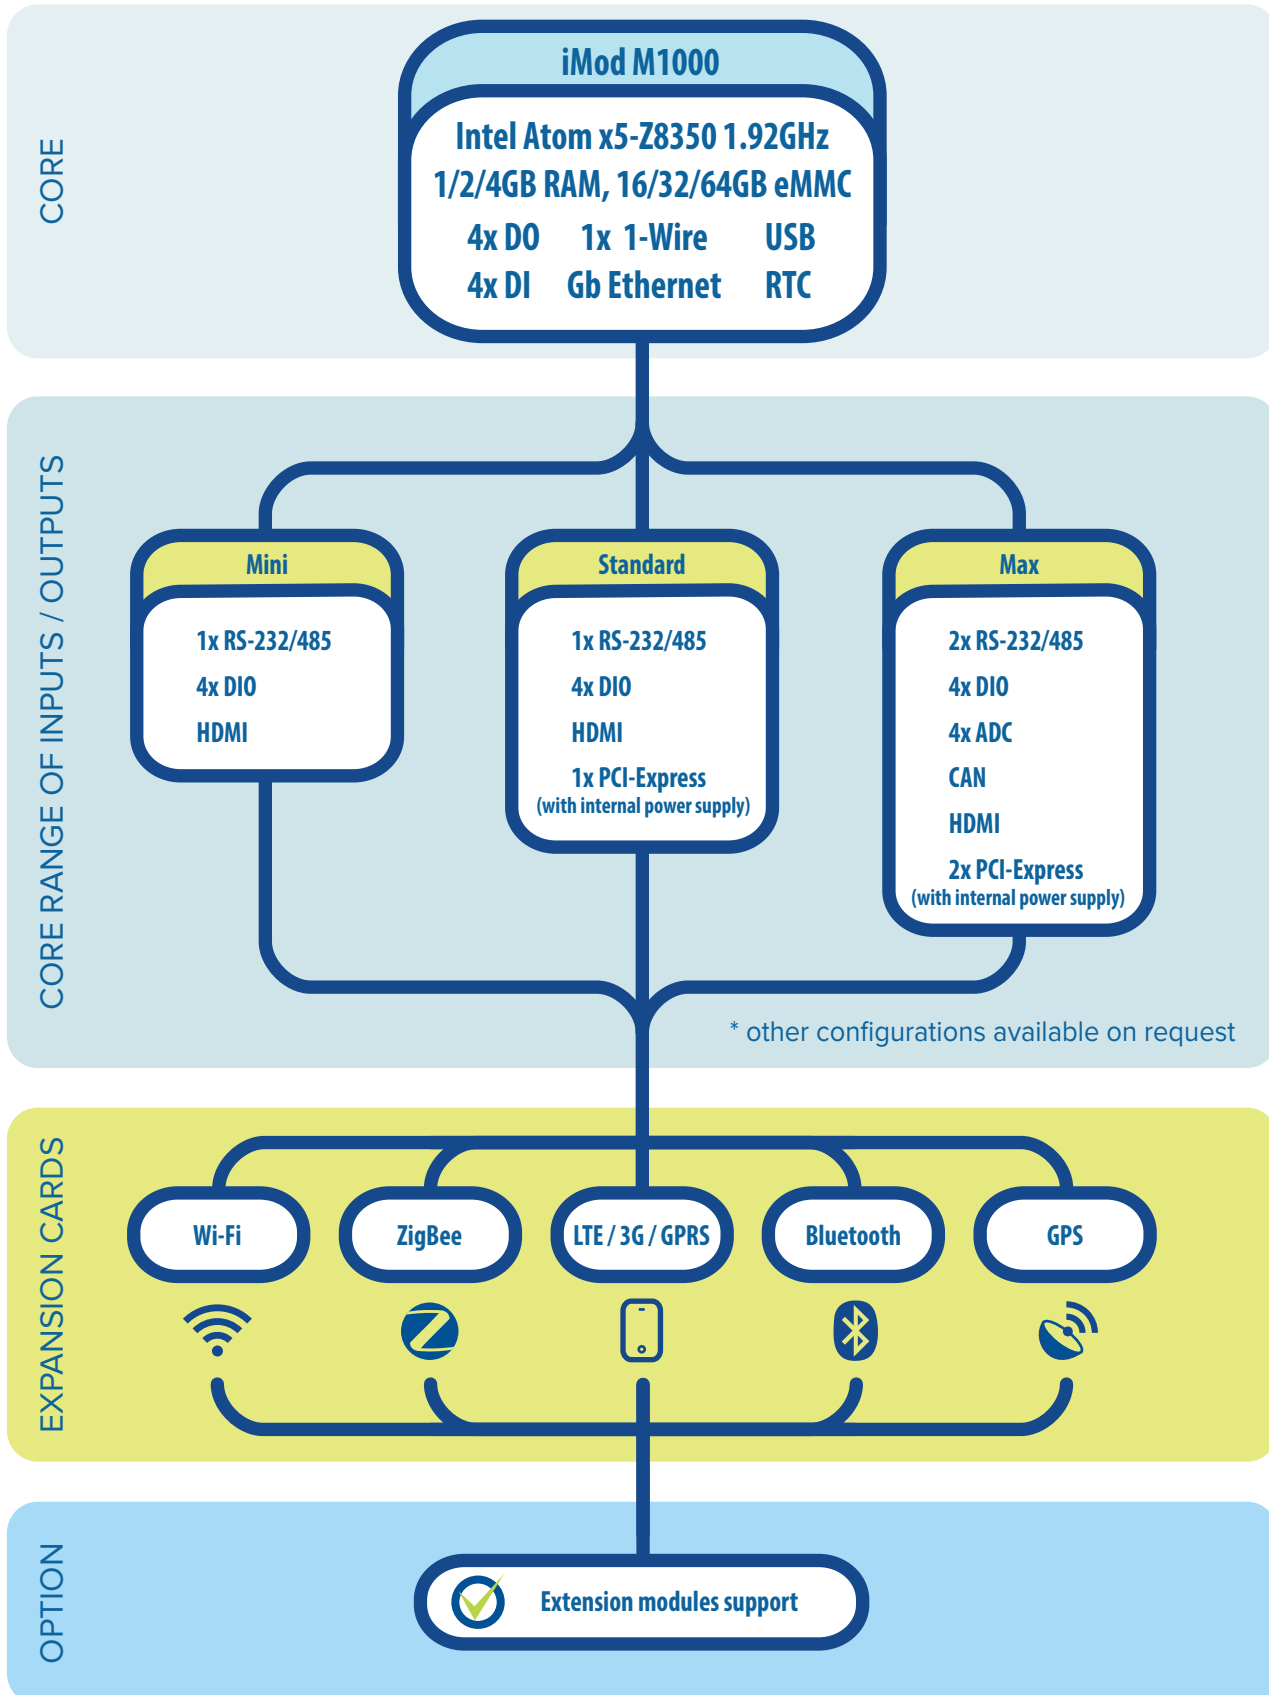 CORE
iMod M1000
Intel Atom x5-Z8350 1.92GHz
1/2/4GB RAM, 16/32/64GB eMMC
4x DO 1x 1-Wire USB
4x DI Gb Ethernet RTC
CORE RANGE OF INPUTS / OUTPUTS
Mini
1x RS-232/485
4x DIO
HDMI
Standard
1x RS-232/485
4x DIO
HDMI
1x PCI-Express
(with internal power supply)
Max
2x RS-232/485
4x DIO
4x ADC
CAN
HDMI
2x PCI-Express
(with internal power supply)
* other configurations available on request
EXPANSION CARDS
Wi-Fi
ZigBee
LTE / 3G / GPRS
Bluetooth
GPS
OPTION
Extension modules support